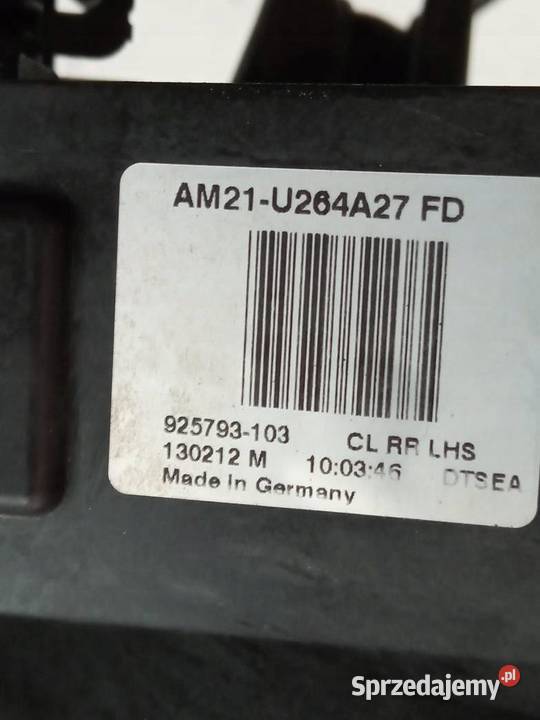 AM21-U264A27 FD
925793-103 CL RR LHS
130212 M 10:03:46 DTSEA
Made in Germany
Sprzedajemy.pl